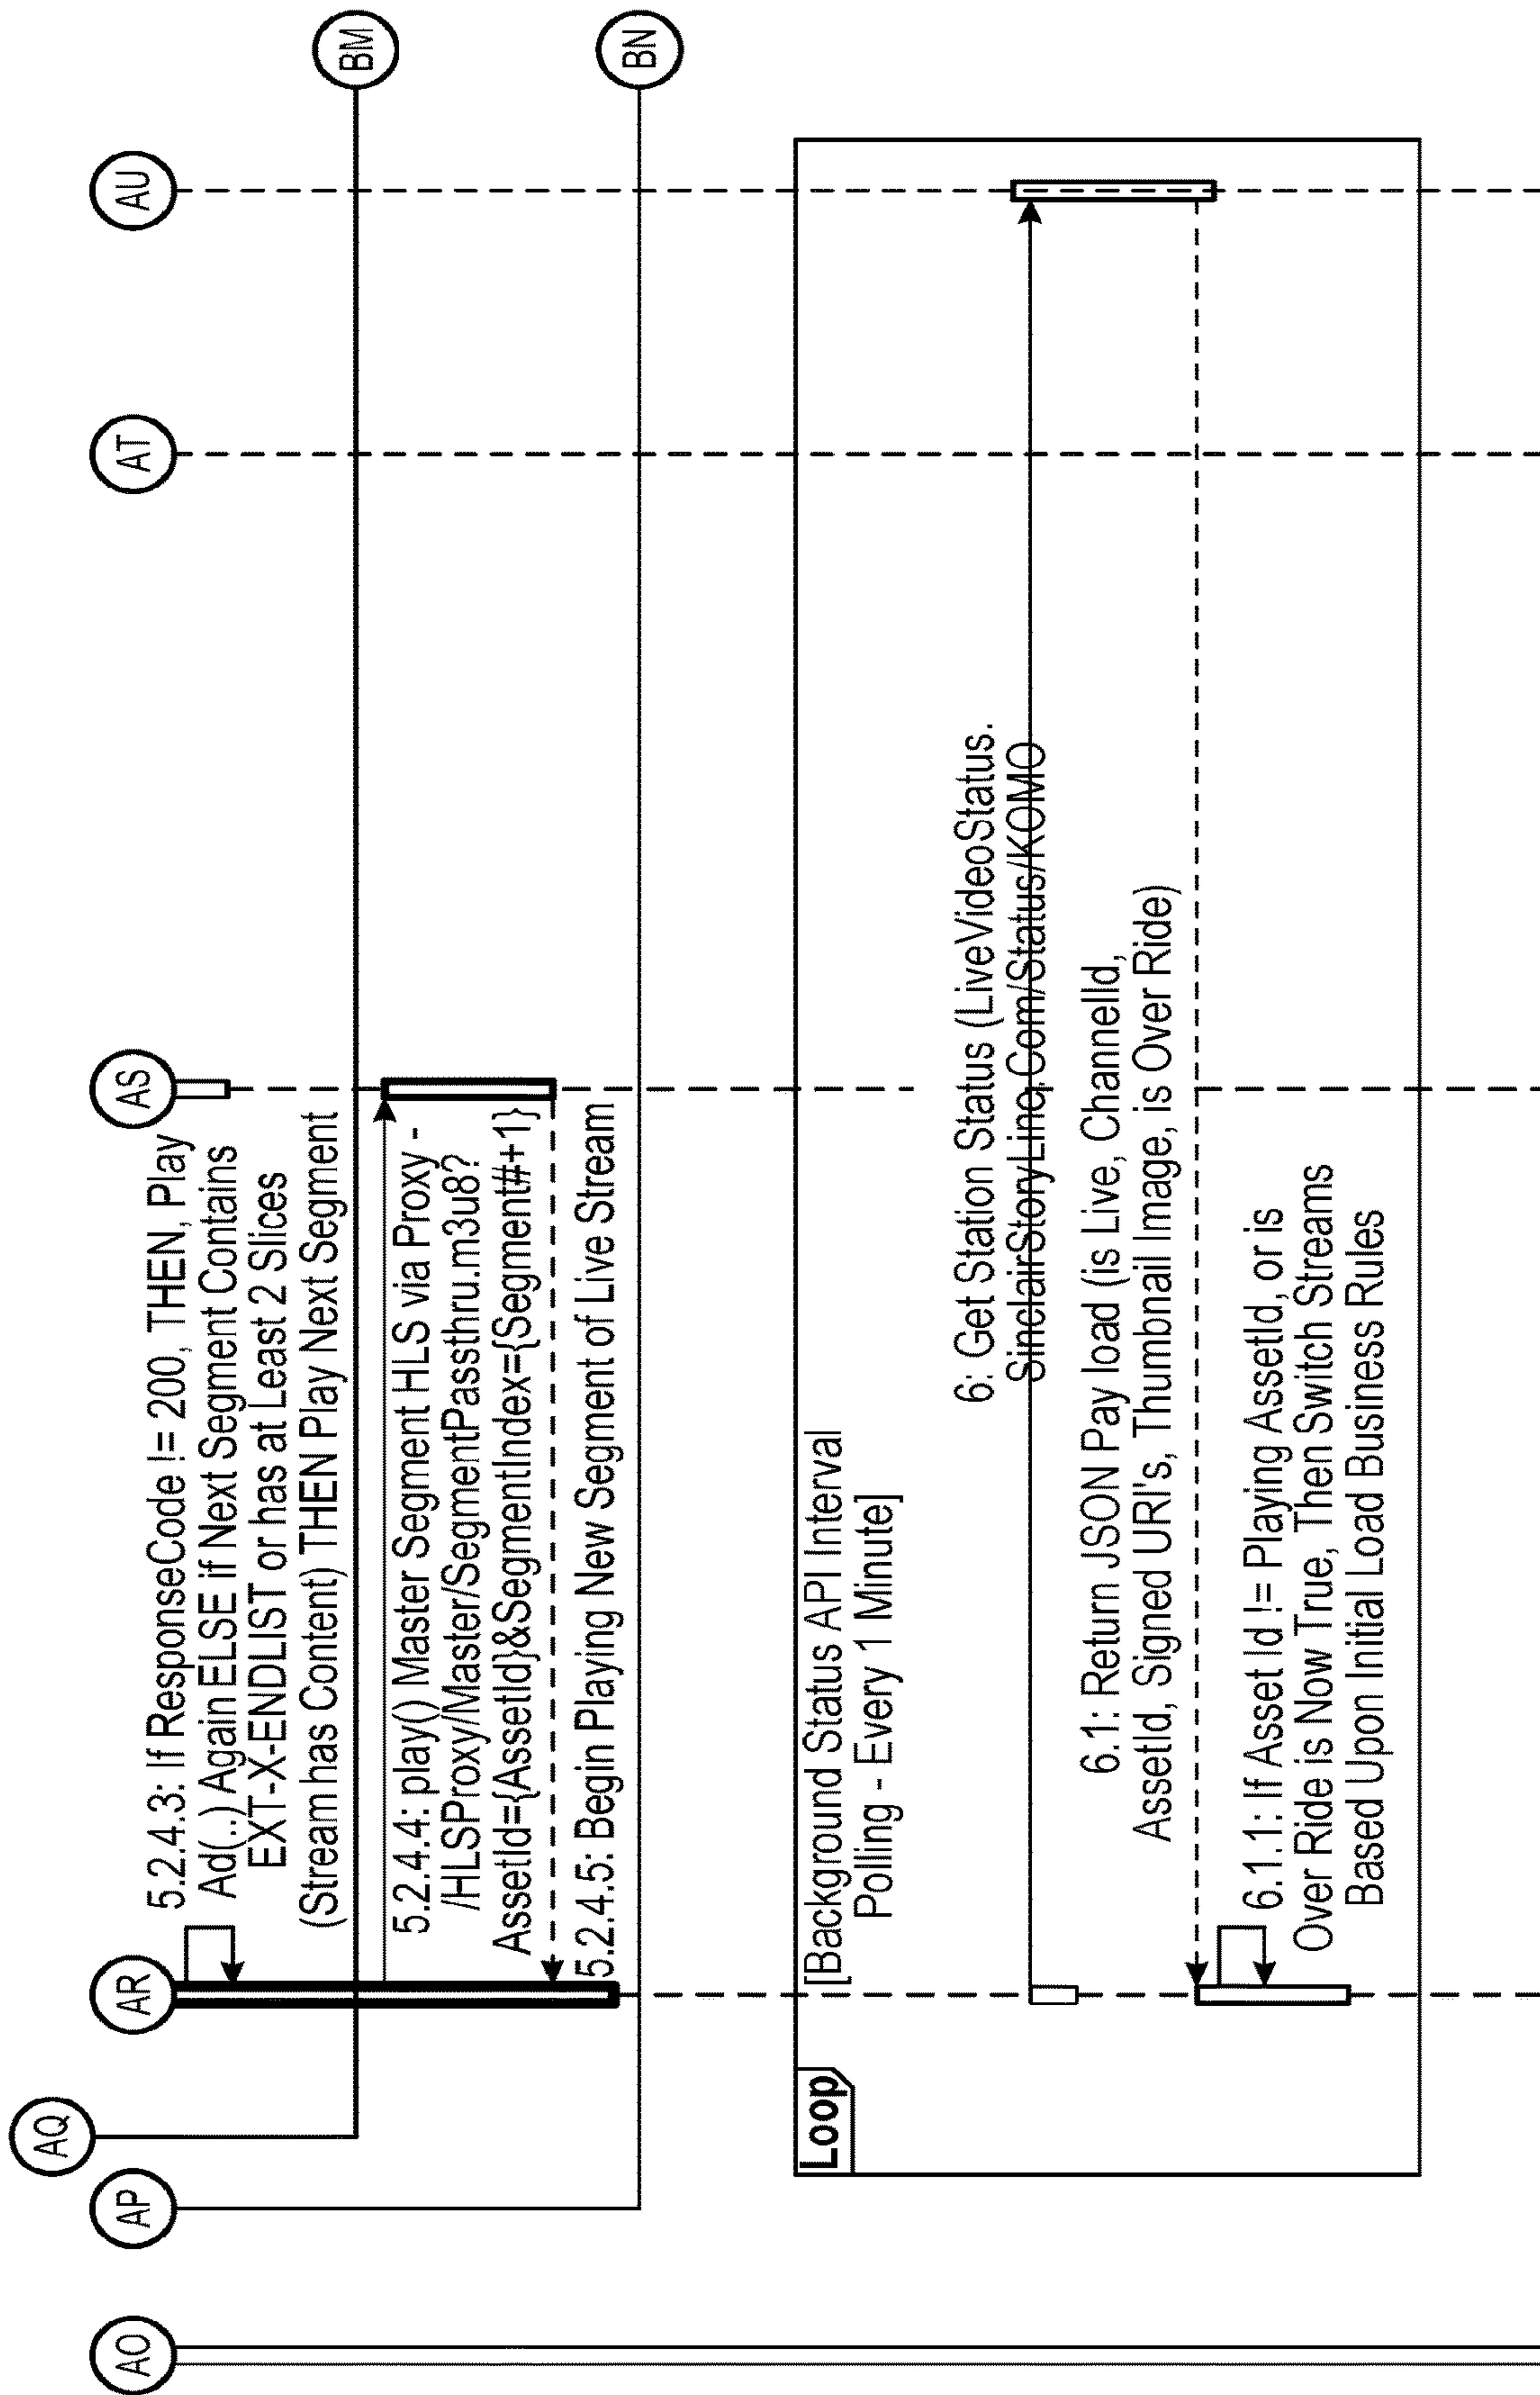 AO
AP
AQ
AR
AS
AT
AU
BM
BN
5.2.4.3: If ResponseCode != 200, THEN, Play
Ad(..) Again ELSE if Next Segment Contains
EXT-X-ENDLIST or has at Least 2 Slices
(Stream has Content) THEN Play Next Segment
5.2.4.4: play() Master Segment HLS via Proxy -
/HLSProxy/Master/SegmentPassthru.m3u8?
AssetId={AssetId}&SegmentIndex={Segment#+1}
5.2.4.5: Begin Playing New Segment of Live Stream
Loop
[Background Status API Interval
Polling - Every 1 Minute]
6: Get Station Status (LiveVideoStatus.
SinclairStoryLine,Com/Status/KOMO
6.1: Return JSON Pay load (is Live, ChannelId,
AssetId, Signed URI's, Thumbnail Image, is Over Ride)
6.1.1: If Asset Id != Playing AssetId, or is
Over Ride is Now True, Then Switch Streams
Based Upon Initial Load Business Rules